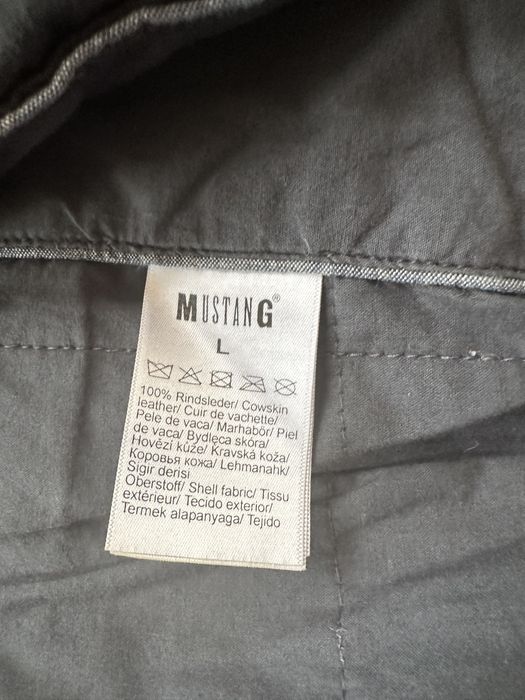 MUSTANG®
L
100% Rindsleder/ Cowskin
leather/ Cuir de vachette/
Pele de vaca/ Marhabőr/ Piel
de vaca/ Bydlęca skóra/
Hovězí kůže/ Kravská koža/
Коровья кожа/ Lehmanahk/
Sigir derisi
Oberstoff/ Shell fabric/ Tissu
extérieur/ Tecido exterior/
Termek alapanyaga/ Tejido